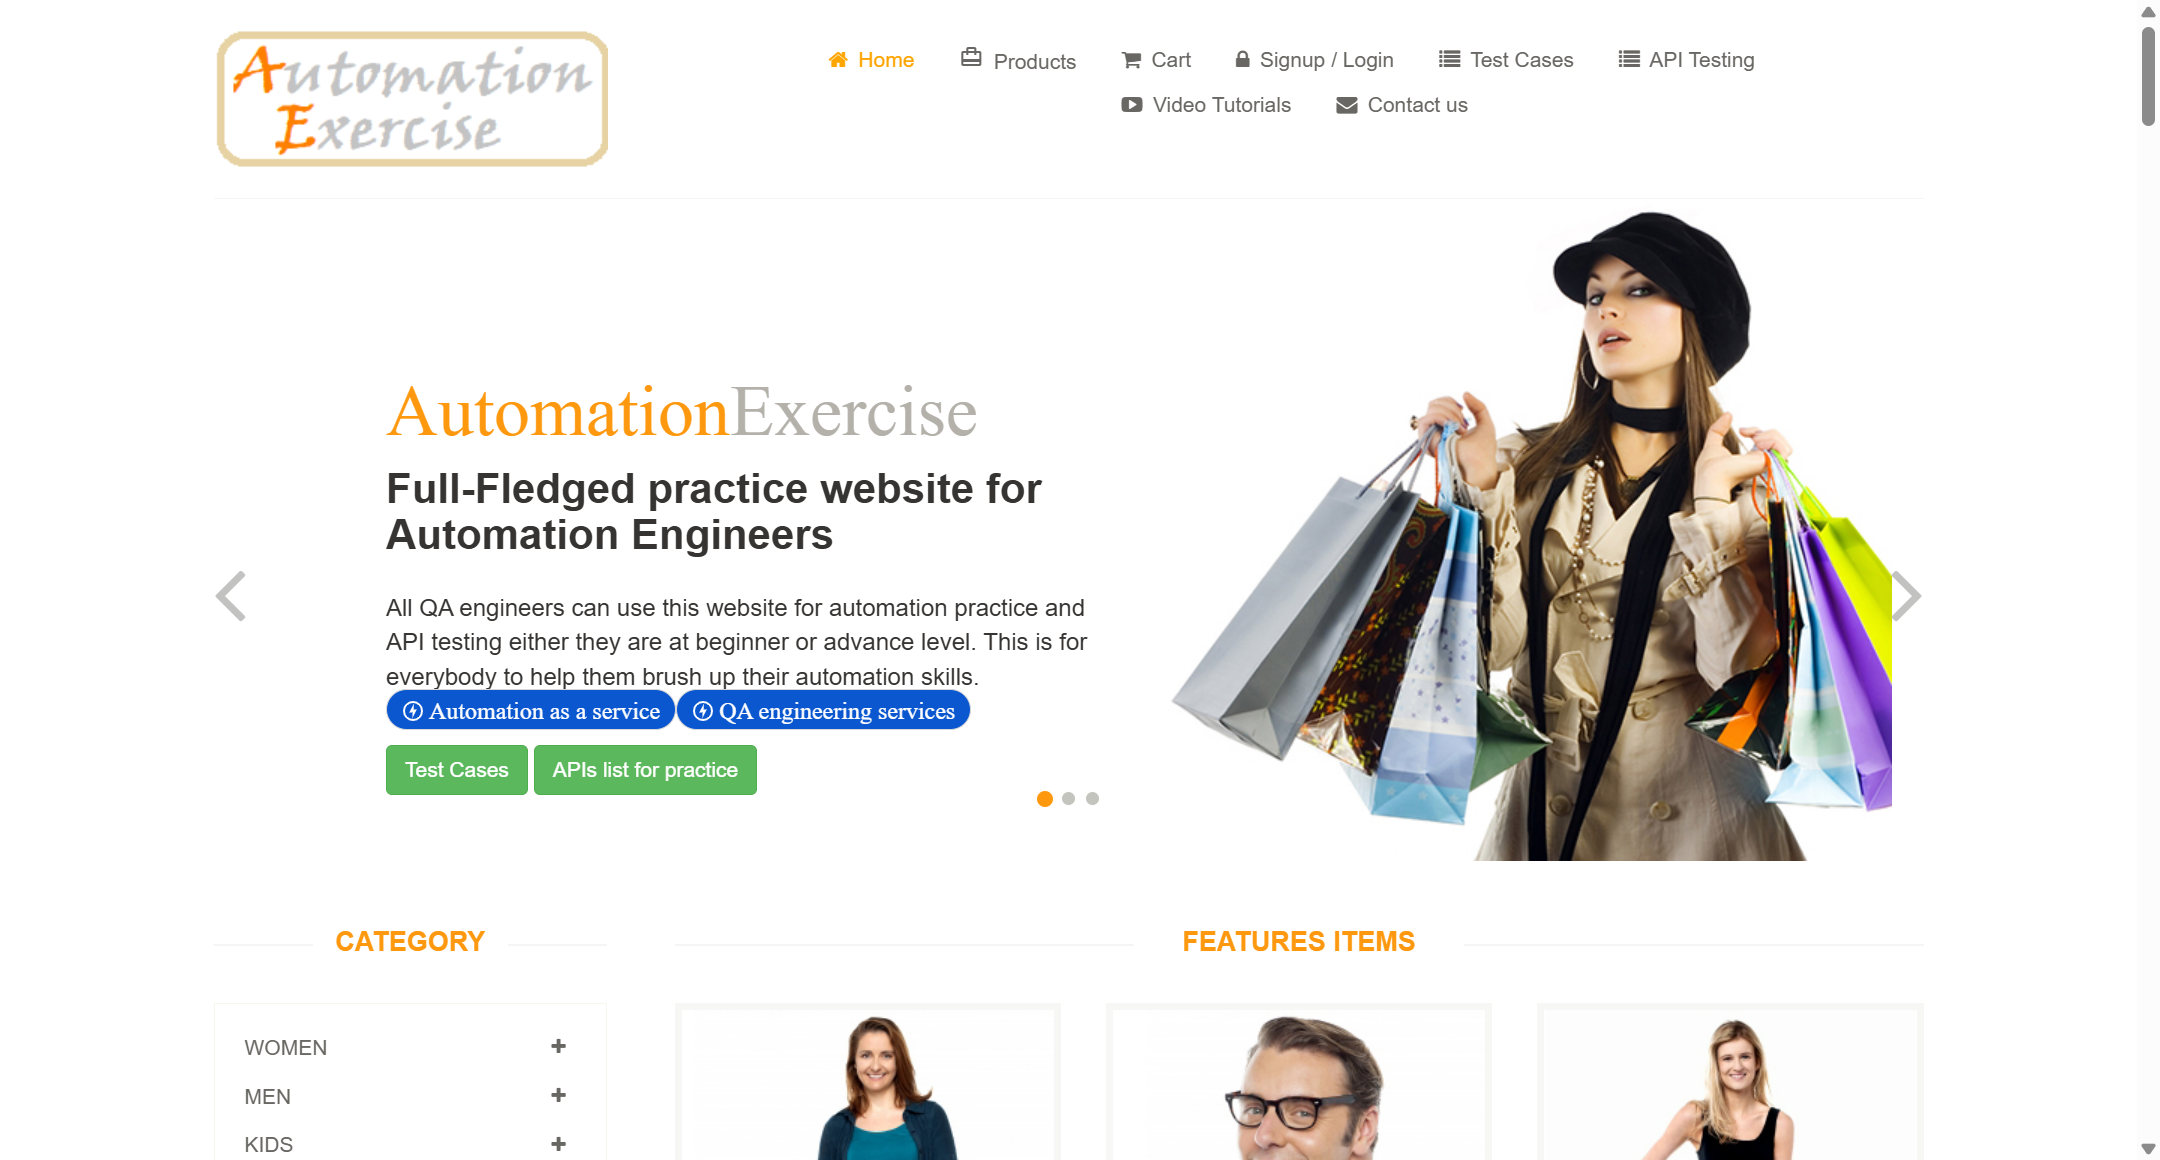 Automation
Exercise
Home
Products
Cart
Signup / Login
Test Cases
API Testing
Video Tutorials
Contact us
AutomationExercise
Full-Fledged practice website for
Automation Engineers
All QA engineers can use this website for automation practice and
API testing either they are at beginner or advance level. This is for
everybody to help them brush up their automation skills.
Automation as a service
QA engineering services
Test Cases
APIs list for practice
CATEGORY
FEATURES ITEMS
WOMEN
MEN
KIDS